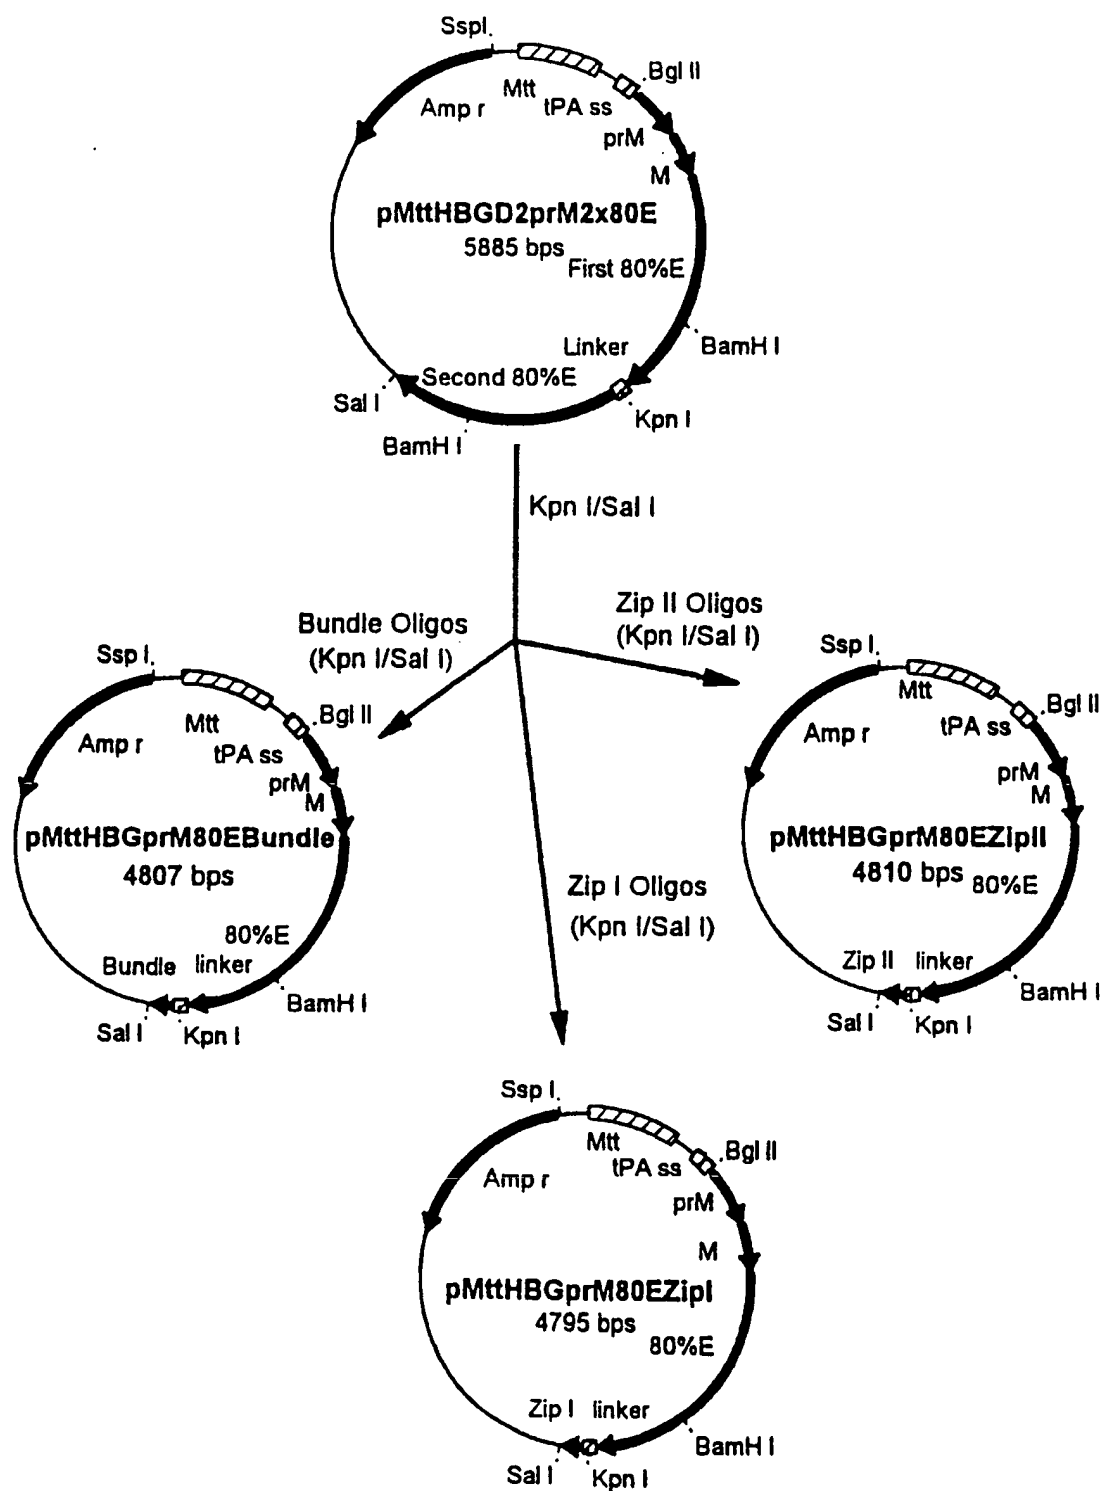 SspI
Bgl II
Mtt
tPA ss
Amp r
prM
M
pMttHBGD2prM2x80E
5885 bps
First 80%E
BamH I
Linker
Second 80%E
Sal I
Kpn I
BamH I
Kpn I/Sal I
Bundle Oligos
(Kpn I/Sal I)
Zip II Oligos
(Kpn I/Sal I)
Ssp I
Bgl II
Mtt
tPA ss
Amp r
prM
M
pMttHBGprM80EBundle
4807 bps
80%E
Bundle linker
BamH I
Sal I
Kpn I
Zip I Oligos
(Kpn I/Sal I)
Ssp I
Mtt
Bgl II
tPA ss
Amp r
prM
M
pMttHBGprM80EZipII
4810 bps
80%E
Zip II linker
BamH I
Sal I
Kpn I
Ssp I
Mtt
Bgl II
tPA ss
Amp r
prM
M
pMttHBGprM80EZipI
4795 bps
80%E
Zip I linker
BamH I
Sal I
Kpn I